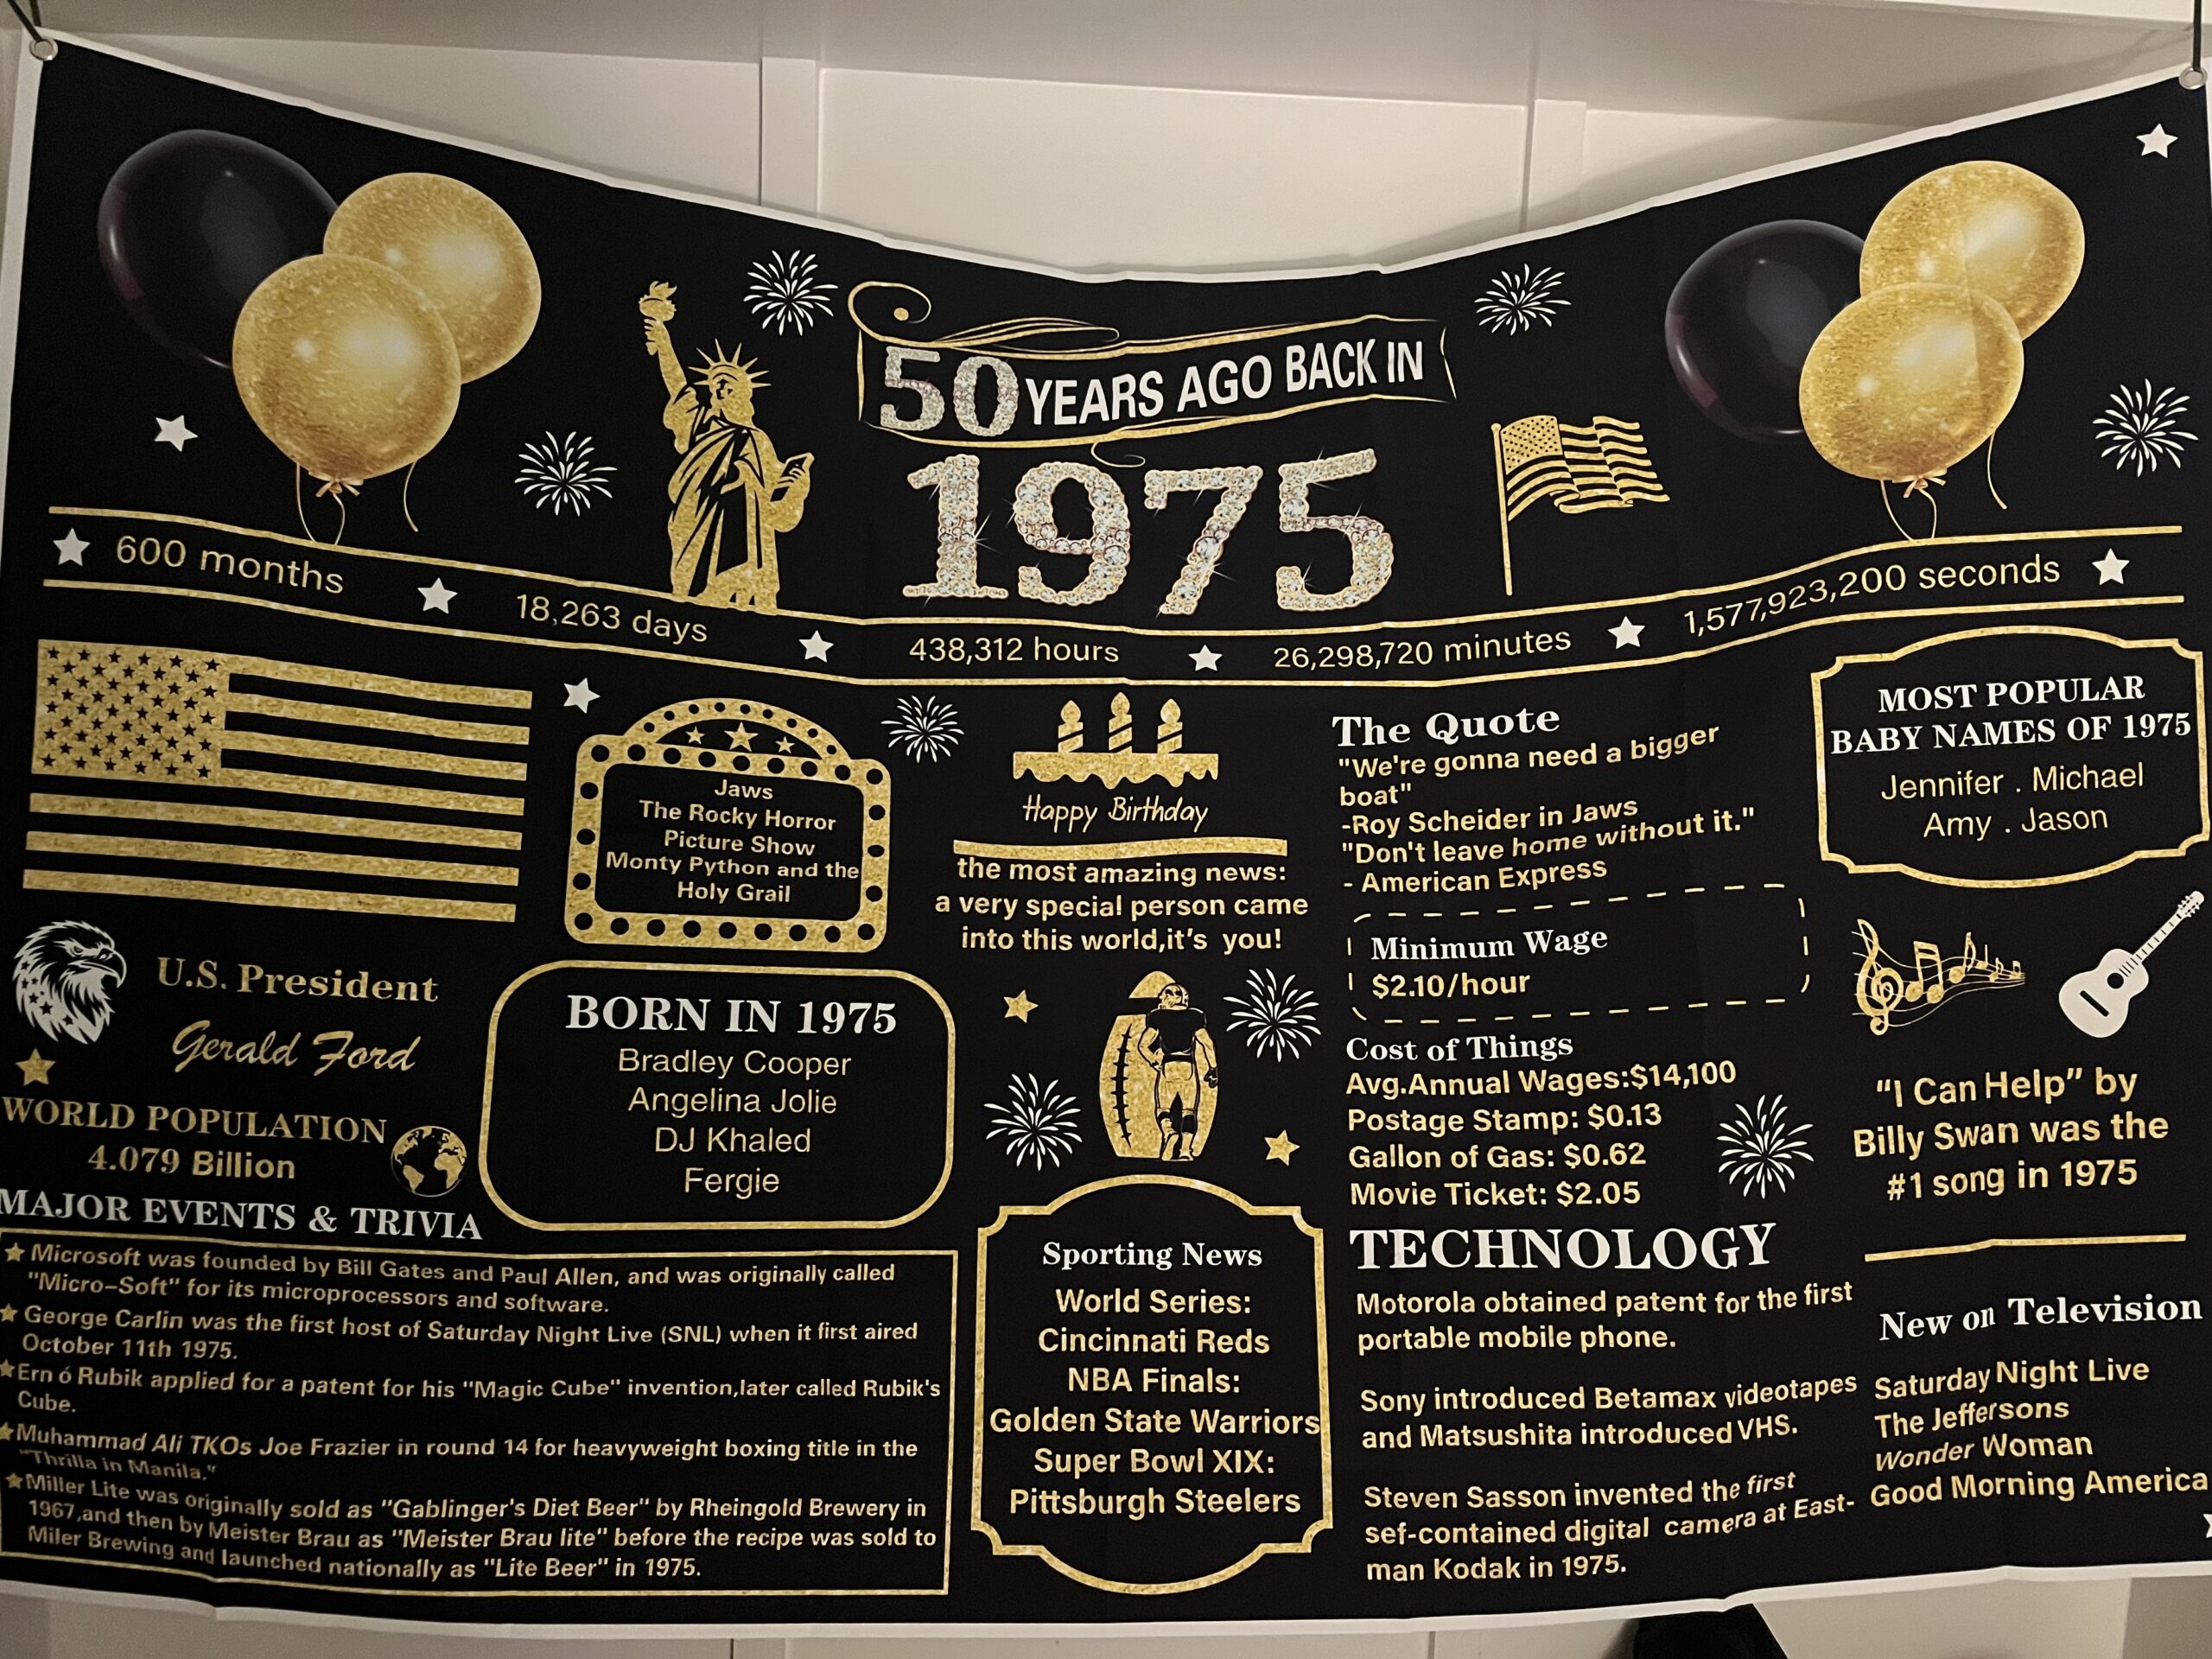 50 YEARS AGO BACK IN
1975
600 months
18,263 days
438,312 hours
26,298,720 minutes
1,577,923,200 seconds
Jaws
The Rocky Horror
Picture Show
Monty Python and the
Holy Grail
U.S. President
Gerald Ford
WORLD POPULATION
4.079 Billion
BORN IN 1975
Bradley Cooper
Angelina Jolie
DJ Khaled
Fergie
MAJOR EVENTS & TRIVIA
Microsoft was founded by Bill Gates and Paul Allen, and was originally called
"Micro-Soft" for its microprocessors and software.
George Carlin was the first host of Saturday Night Live (SNL) when it first aired
October 11th 1975.
Ern ó Rubik applied for a patent for his "Magic Cube" invention,later called Rubik's
Cube.
Muhammad Ali TKOs Joe Frazier in round 14 for heavyweight boxing title in the
"Thrilla in Manila."
Miller Lite was originally sold as "Gablinger's Diet Beer" by Rheingold Brewery in
1967,and then by Meister Brau as "Meister Brau lite" before the recipe was sold to
Miler Brewing and launched nationally as "Lite Beer" in 1975.
Happy Birthday
the most amazing news:
a very special person came
into this world,it's you!
Sporting News
World Series:
Cincinnati Reds
NBA Finals:
Golden State Warriors
Super Bowl XIX:
Pittsburgh Steelers
The Quote
"We're gonna need a bigger
boat"
-Roy Scheider in Jaws
"Don't leave home without it."
- American Express
Minimum Wage
$2.10/hour
Cost of Things
Avg.Annual Wages:$14,100
Postage Stamp: $0.13
Gallon of Gas: $0.62
Movie Ticket: $2.05
TECHNOLOGY
Motorola obtained patent for the first
portable mobile phone.
Sony introduced Betamax videotapes
and Matsushita introduced VHS.
Steven Sasson invented the first
sef-contained digital camera at East-
man Kodak in 1975.
MOST POPULAR
BABY NAMES OF 1975
Jennifer . Michael
Amy . Jason
"I Can Help" by
Billy Swan was the
#1 song in 1975
New on Television
Saturday Night Live
The Jeffersons
Wonder Woman
Good Morning America